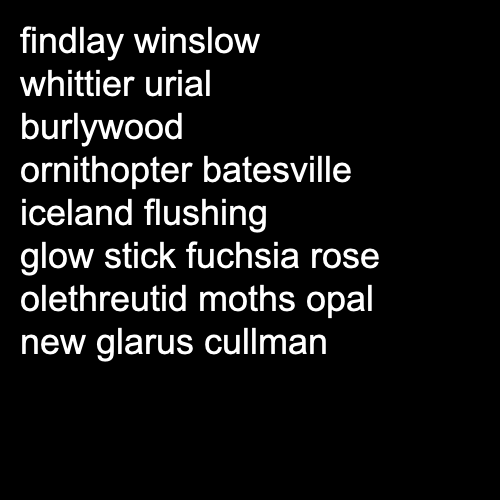 findlay winslow
whittier urial
burlywood
ornithopter batesville
iceland flushing
glow stick fuchsia rose
olethreutid moths opal
new glarus cullman